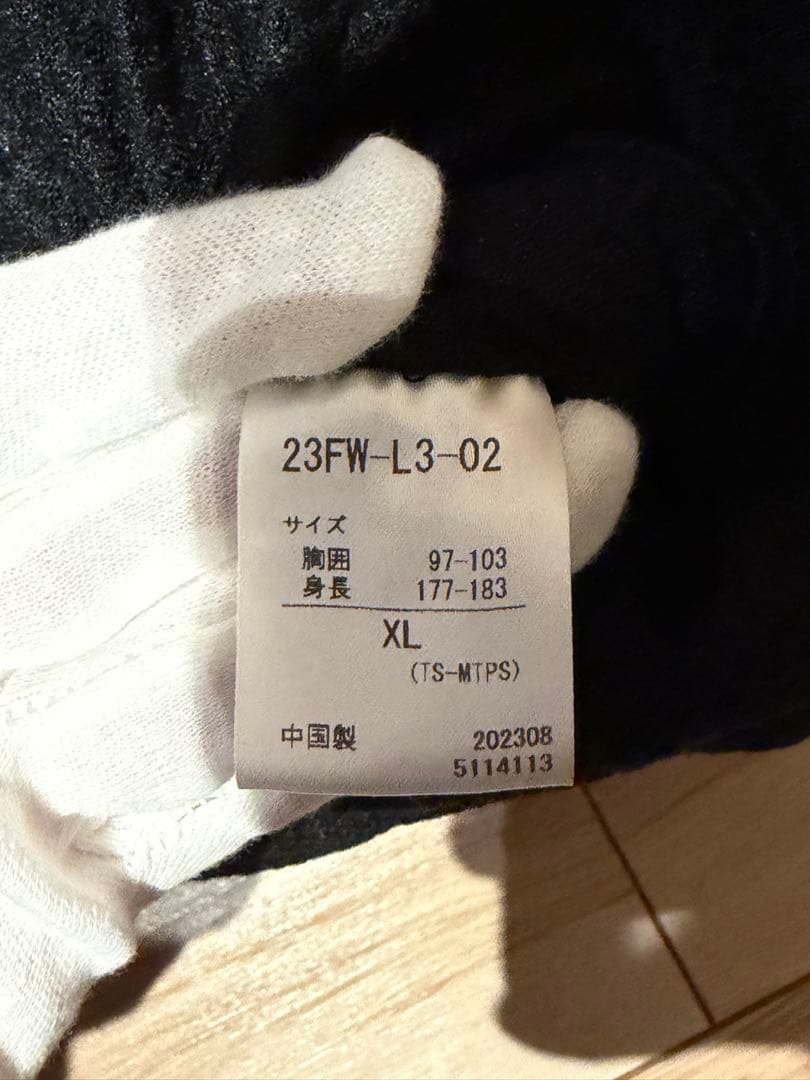 23FW-L3-02
サイズ
胸囲 97-103
身長 177-183
XL
(TS-MTPS)
中国製 202308
5114113